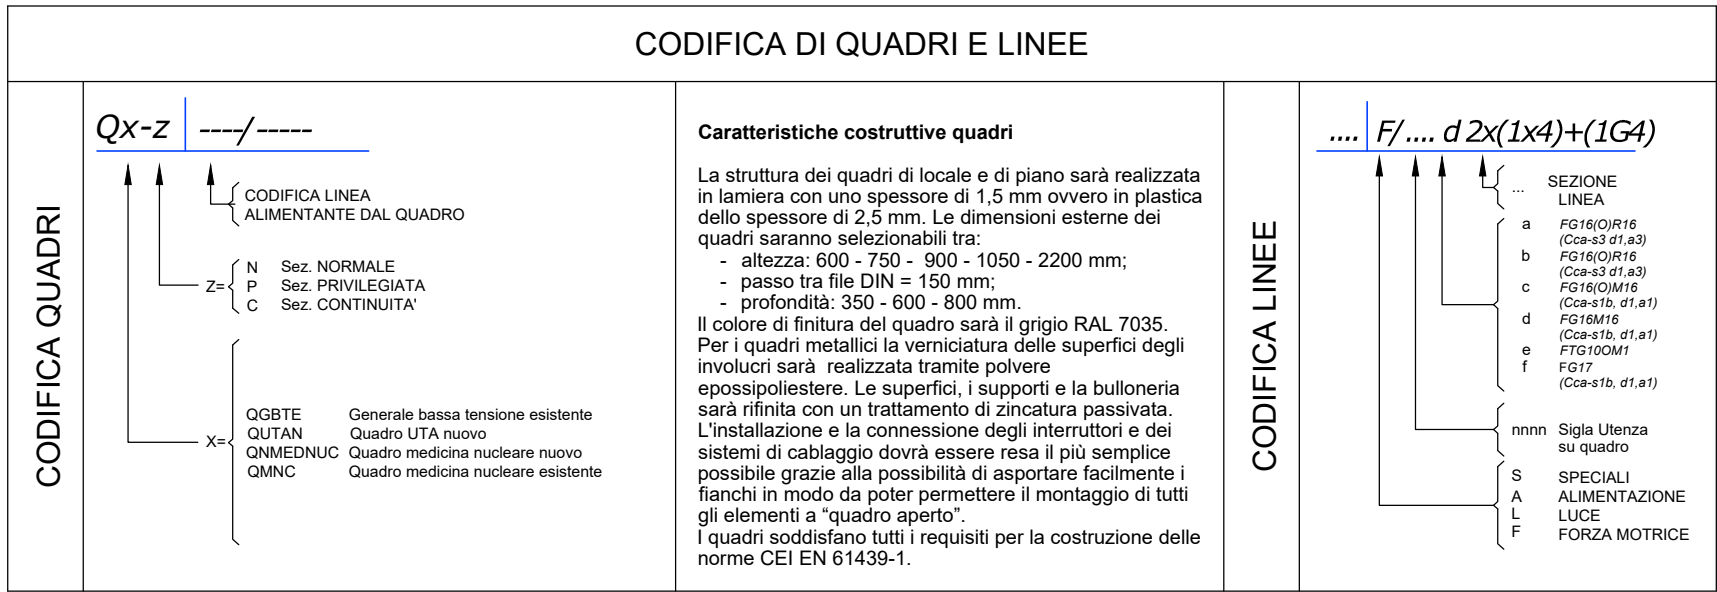 CODIFICA DI QUADRI E LINEE
CODIFICA QUADRI
Qx-z ----/-----
CODIFICA LINEA
ALIMENTANTE DAL QUADRO
Z=
N Sez. NORMALE
P Sez. PRIVILEGIATA
C Sez. CONTINUITA'
X=
QGBTE Generale bassa tensione esistente
QUTAN Quadro UTA nuovo
QNMEDNUC Quadro medicina nucleare nuovo
QMNC Quadro medicina nucleare esistente
Caratteristiche costruttive quadri
La struttura dei quadri di locale e di piano sarà realizzata
in lamiera con uno spessore di 1,5 mm ovvero in plastica
dello spessore di 2,5 mm. Le dimensioni esterne dei
quadri saranno selezionabili tra:
- altezza: 600 - 750 - 900 - 1050 - 2200 mm;
- passo tra file DIN = 150 mm;
- profondità: 350 - 600 - 800 mm.
Il colore di finitura del quadro sarà il grigio RAL 7035.
Per i quadri metallici la verniciatura delle superfici degli
involucri sarà realizzata tramite polvere
epossipoliestere. Le superfici, i supporti e la bulloneria
sarà rifinita con un trattamento di zincatura passivata.
L'installazione e la connessione degli interruttori e dei
sistemi di cablaggio dovrà essere resa il più semplice
possibile grazie alla possibilità di asportare facilmente i
fianchi in modo da poter permettere il montaggio di tutti
gli elementi a “quadro aperto”.
I quadri soddisfano tutti i requisiti per la costruzione delle
norme CEI EN 61439-1.
CODIFICA LINEE
.... F/.... d 2x(1x4)+(1G4)
... SEZIONE
LINEA
a FG16(O)R16
(Cca-s3 d1,a3)
b FG16(O)R16
(Cca-s3 d1,a3)
c FG16(O)M16
(Cca-s1b, d1,a1)
d FG16M16
(Cca-s1b, d1,a1)
e FTG10OM1
f FG17
(Cca-s1b, d1,a1)
nnnn Sigla Utenza
su quadro
S SPECIALI
A ALIMENTAZIONE
L LUCE
F FORZA MOTRICE